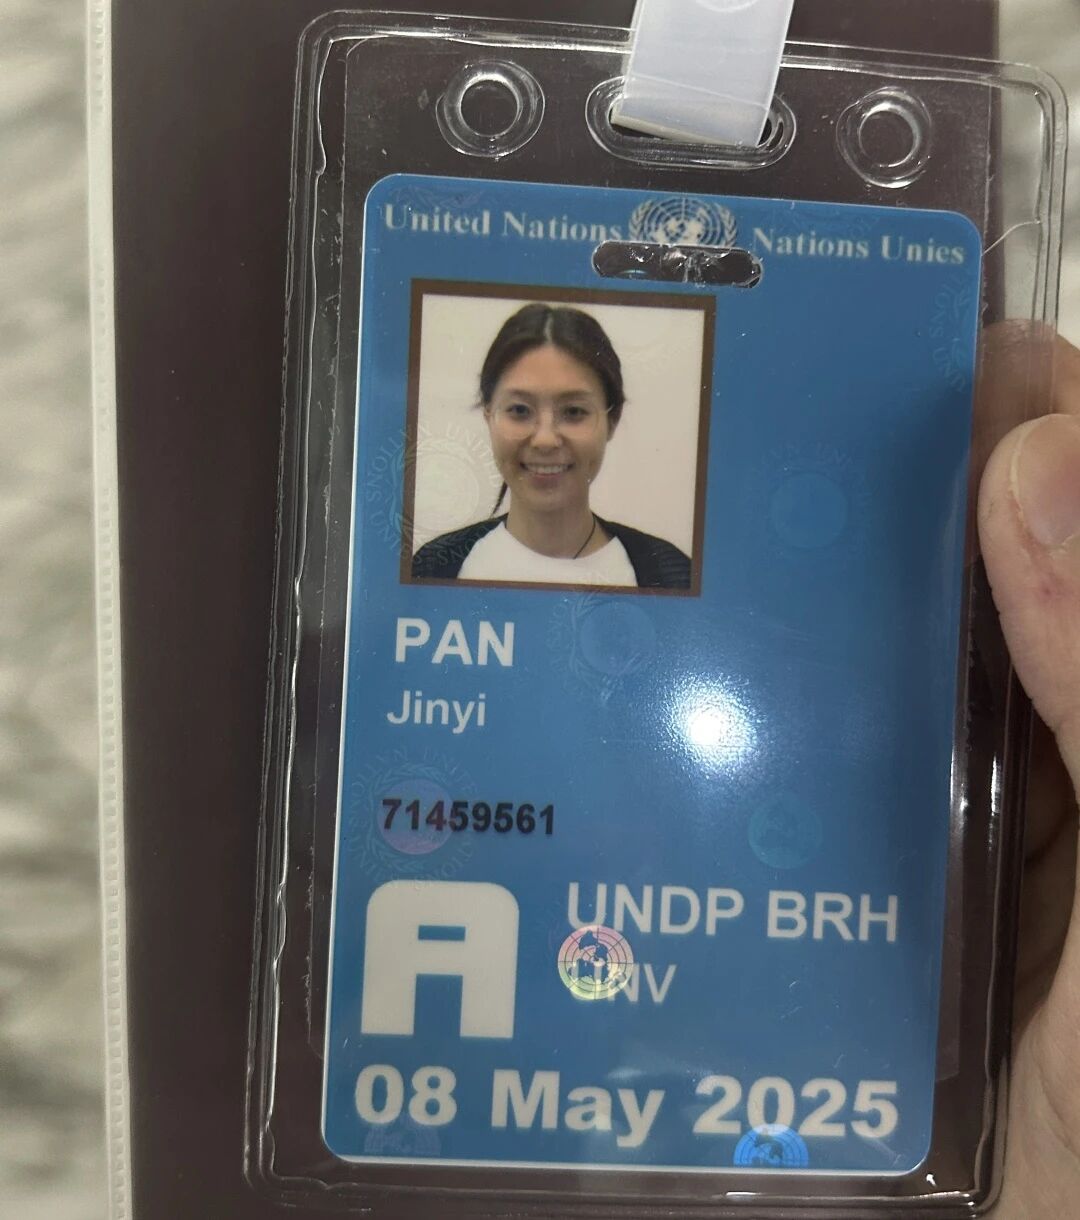 United Nations Nations Unies
PAN
Jinyi
71459561
A
UNDP BRH
UNV
08 May 2025